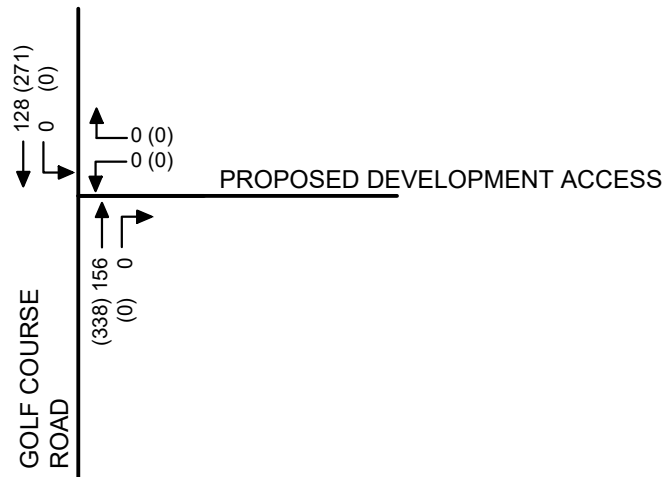 128 (271)
0 (0)
0 (0)
0 (0)
PROPOSED DEVELOPMENT ACCESS
(338) 156
(0) 0
GOLF COURSE
ROAD